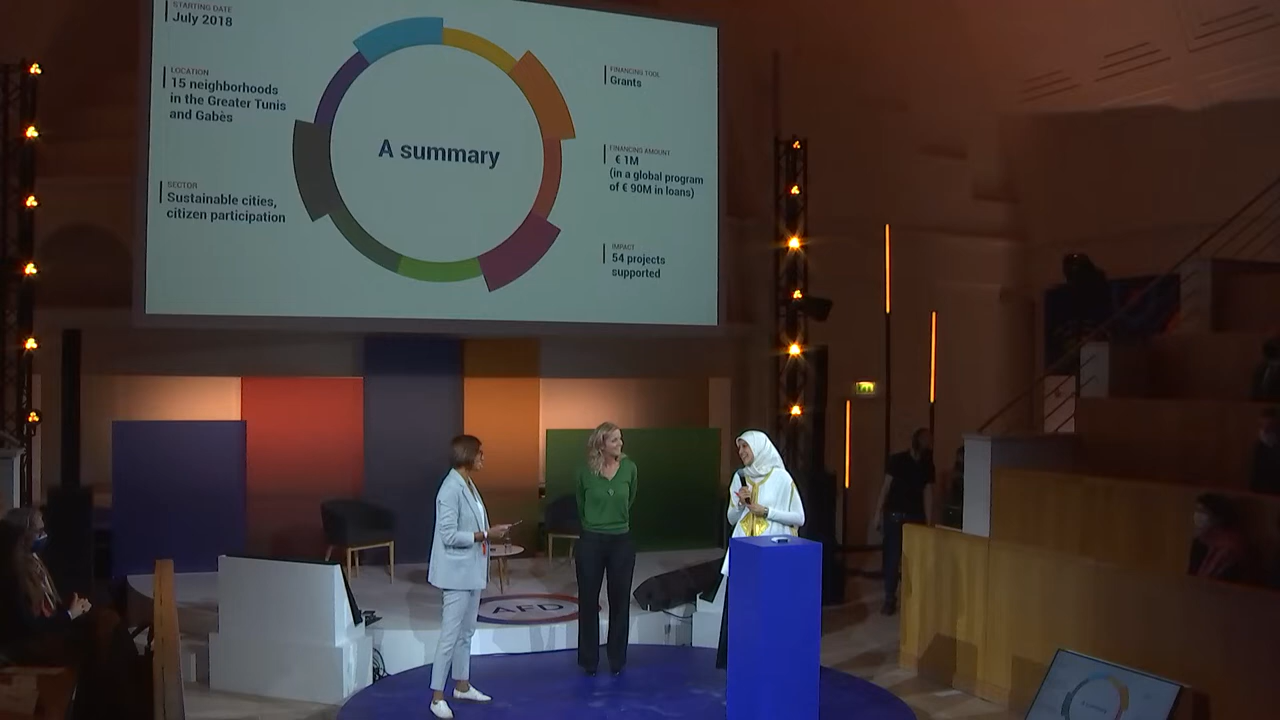 STARTING DATE
July 2018
LOCATION
15 neighborhoods
in the Greater Tunis
and Gabès
SECTOR
Sustainable cities,
citizen participation
A summary
FINANCING TOOL
Grants
FINANCING AMOUNT
€ 1M
(in a global program
of € 90M in loans)
IMPACT
54 projects
supported
AFD
A summary